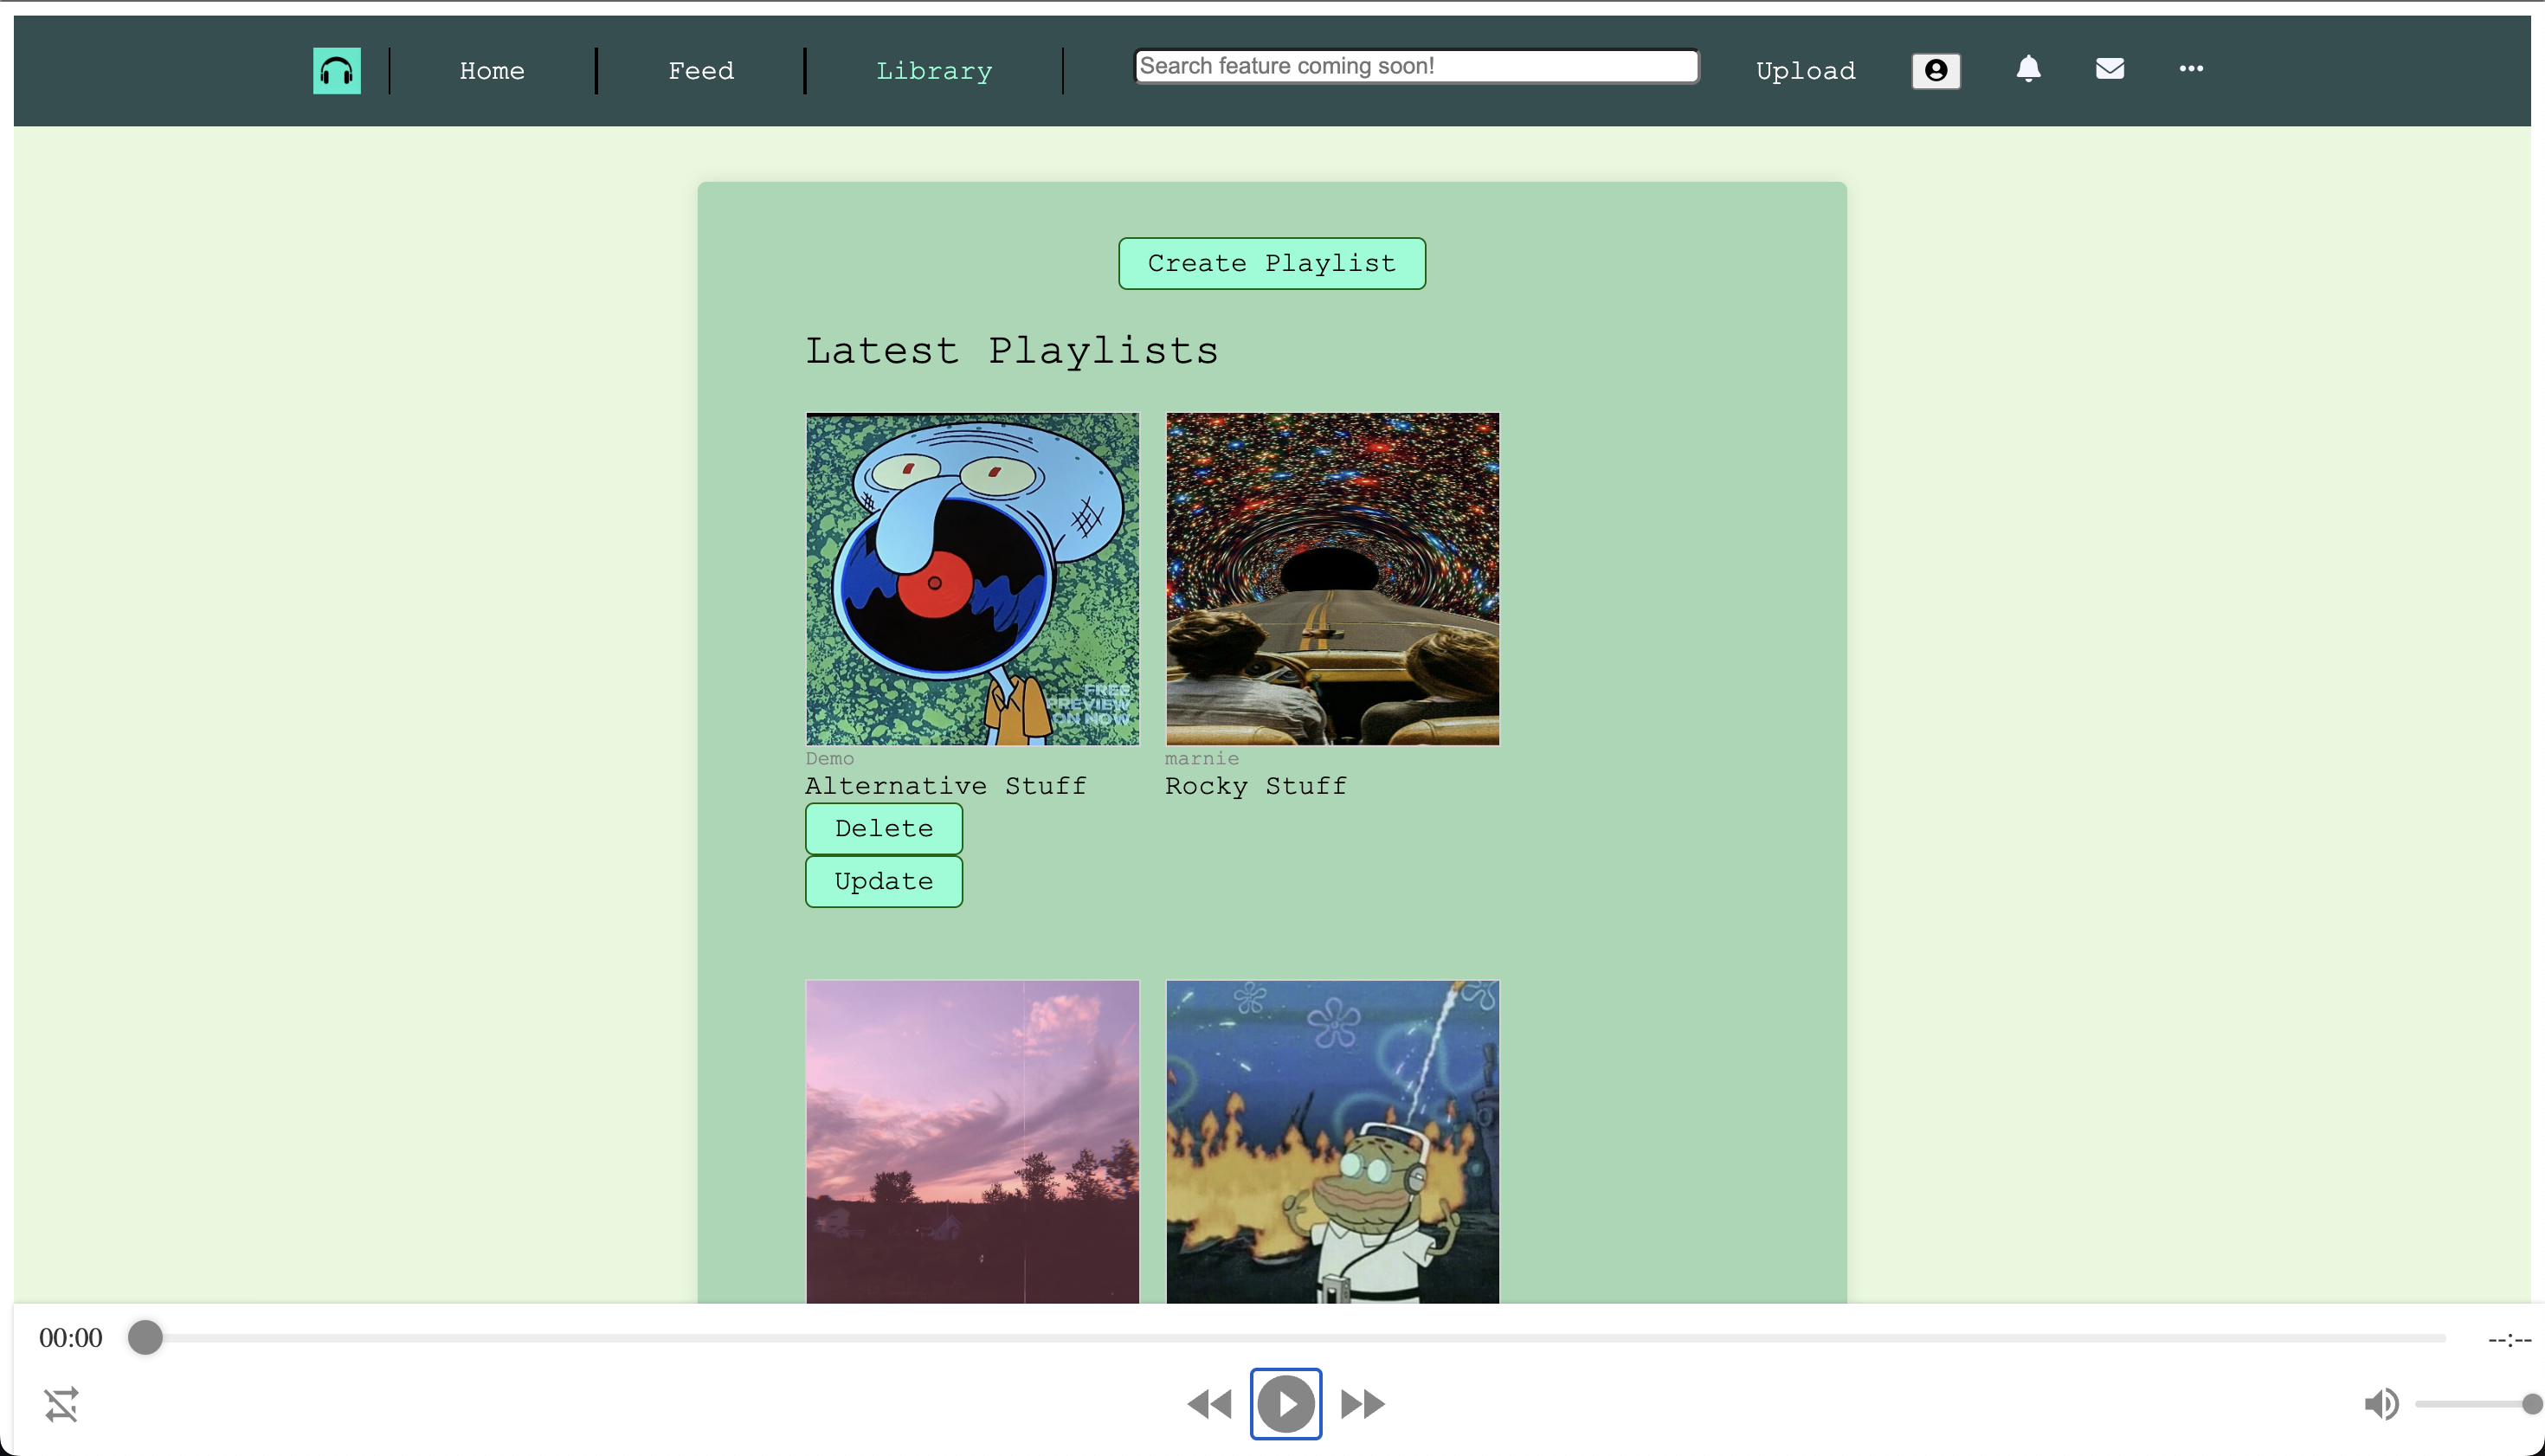 Home Feed Library Search feature coming soon! Upload
Create Playlist
Latest Playlists
FREE
PREVIEW
ON NOW
Demo
Alternative Stuff
Delete
Update
marnie
Rocky Stuff
00:00 --:--